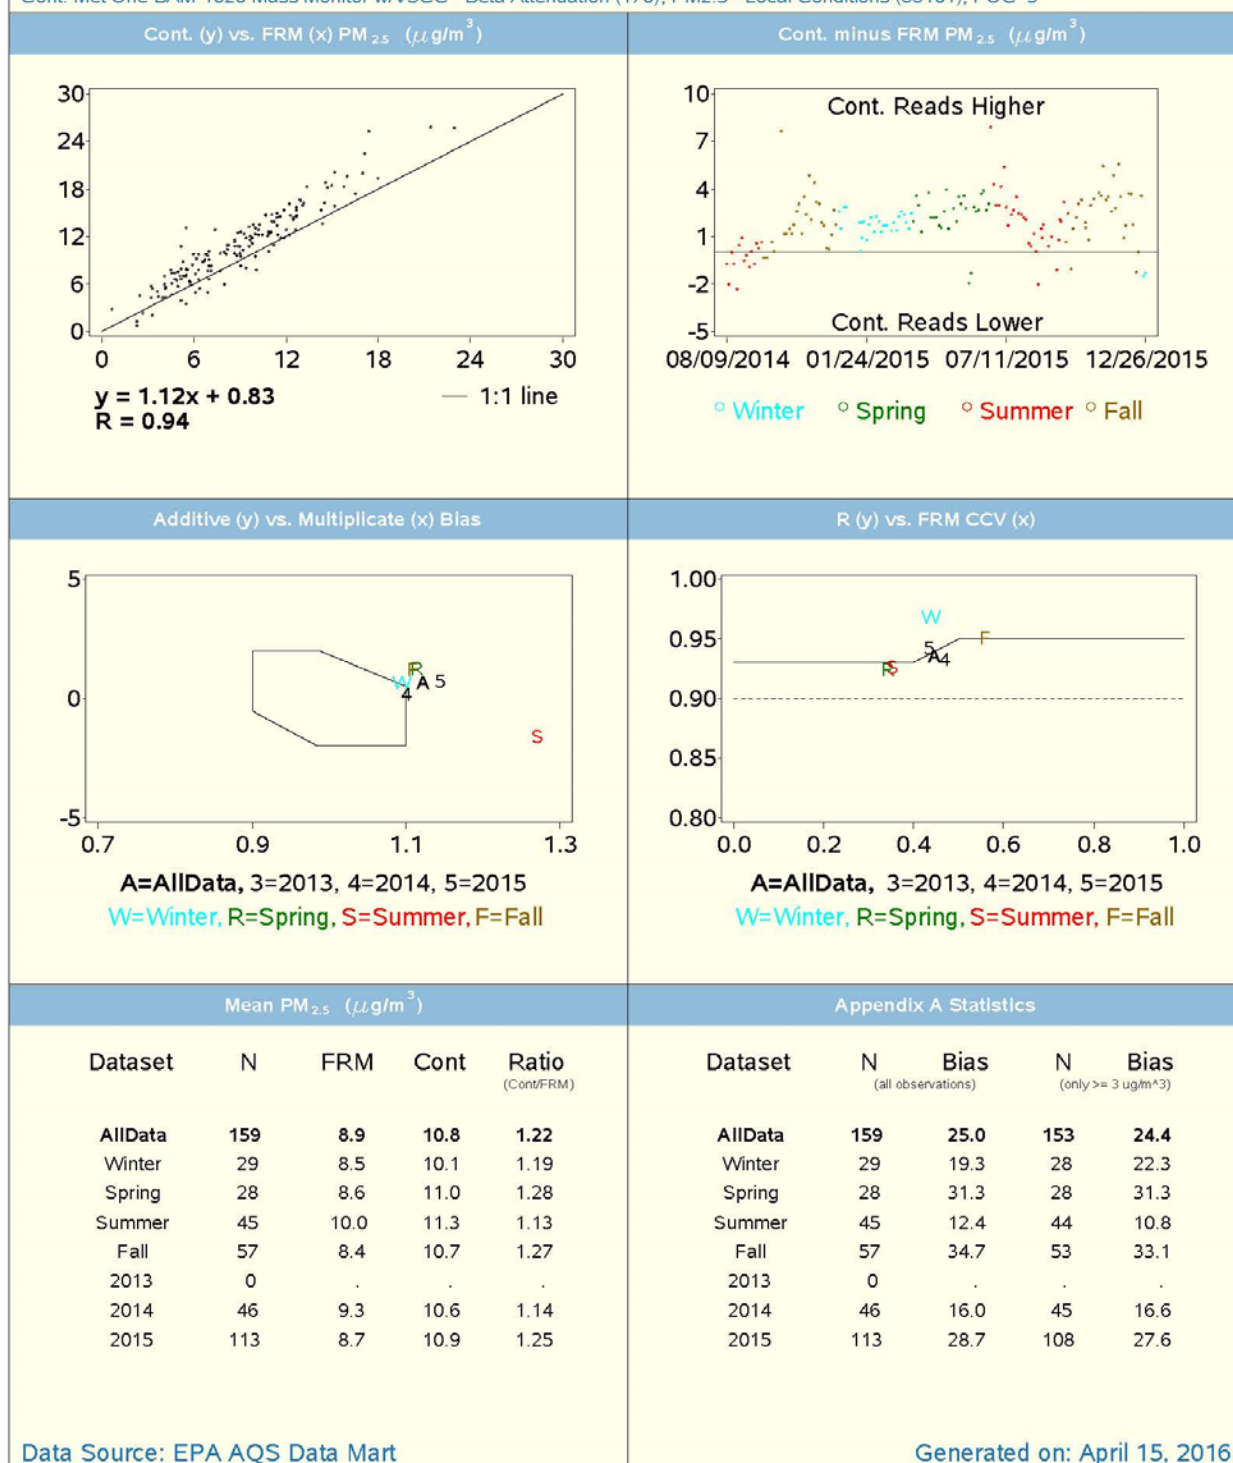 Cont. (y) vs. FRM (x) PM 2.5 (μg/m³)
30
24
18
12
6
0
0 6 12 18 24 30
y = 1.12x + 0.83
R = 0.94
1:1 line
Cont. minus FRM PM 2.5 (μg/m³)
10
7
4
1
-2
-5
Cont. Reads Higher
Cont. Reads Lower
08/09/2014 01/24/2015 07/11/2015 12/26/2015
Winter Spring Summer Fall
Additive (y) vs. Multiplicate (x) Bias
5
0
-5
W F R A 5
4
S
0.7 0.9 1.1 1.3
A=AllData, 3=2013, 4=2014, 5=2015
W=Winter, R=Spring, S=Summer, F=Fall
R (y) vs. FRM CCV (x)
1.00
0.95
0.90
0.85
0.80
W
5 F
A 4
R S
0.0 0.2 0.4 0.6 0.8 1.0
A=AllData, 3=2013, 4=2014, 5=2015
W=Winter, R=Spring, S=Summer, F=Fall
Mean PM 2.5 (μg/m³)
Dataset N FRM Cont Ratio
(Cont/FRM)
AllData 159 8.9 10.8 1.22
Winter 29 8.5 10.1 1.19
Spring 28 8.6 11.0 1.28
Summer 45 10.0 11.3 1.13
Fall 57 8.4 10.7 1.27
2013 0 . . .
2014 46 9.3 10.6 1.14
2015 113 8.7 10.9 1.25
Appendix A Statistics
Dataset N Bias N Bias
(all observations) (only >= 3 ug/m^3)
AllData 159 25.0 153 24.4
Winter 29 19.3 28 22.3
Spring 28 31.3 28 31.3
Summer 45 12.4 44 10.8
Fall 57 34.7 53 33.1
2013 0 . . .
2014 46 16.0 45 16.6
2015 113 28.7 108 27.6
Data Source: EPA AQS Data Mart
Generated on: April 15, 2016